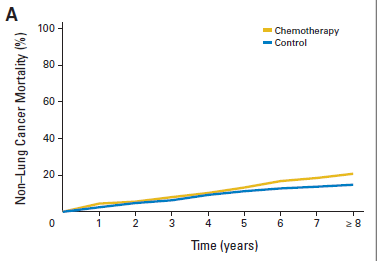 A
Non–Lung Cancer Mortality (%)
100
80
60
40
20
0
Chemotherapy
Control
1 2 3 4 5 6 7 ≥ 8
Time (years)